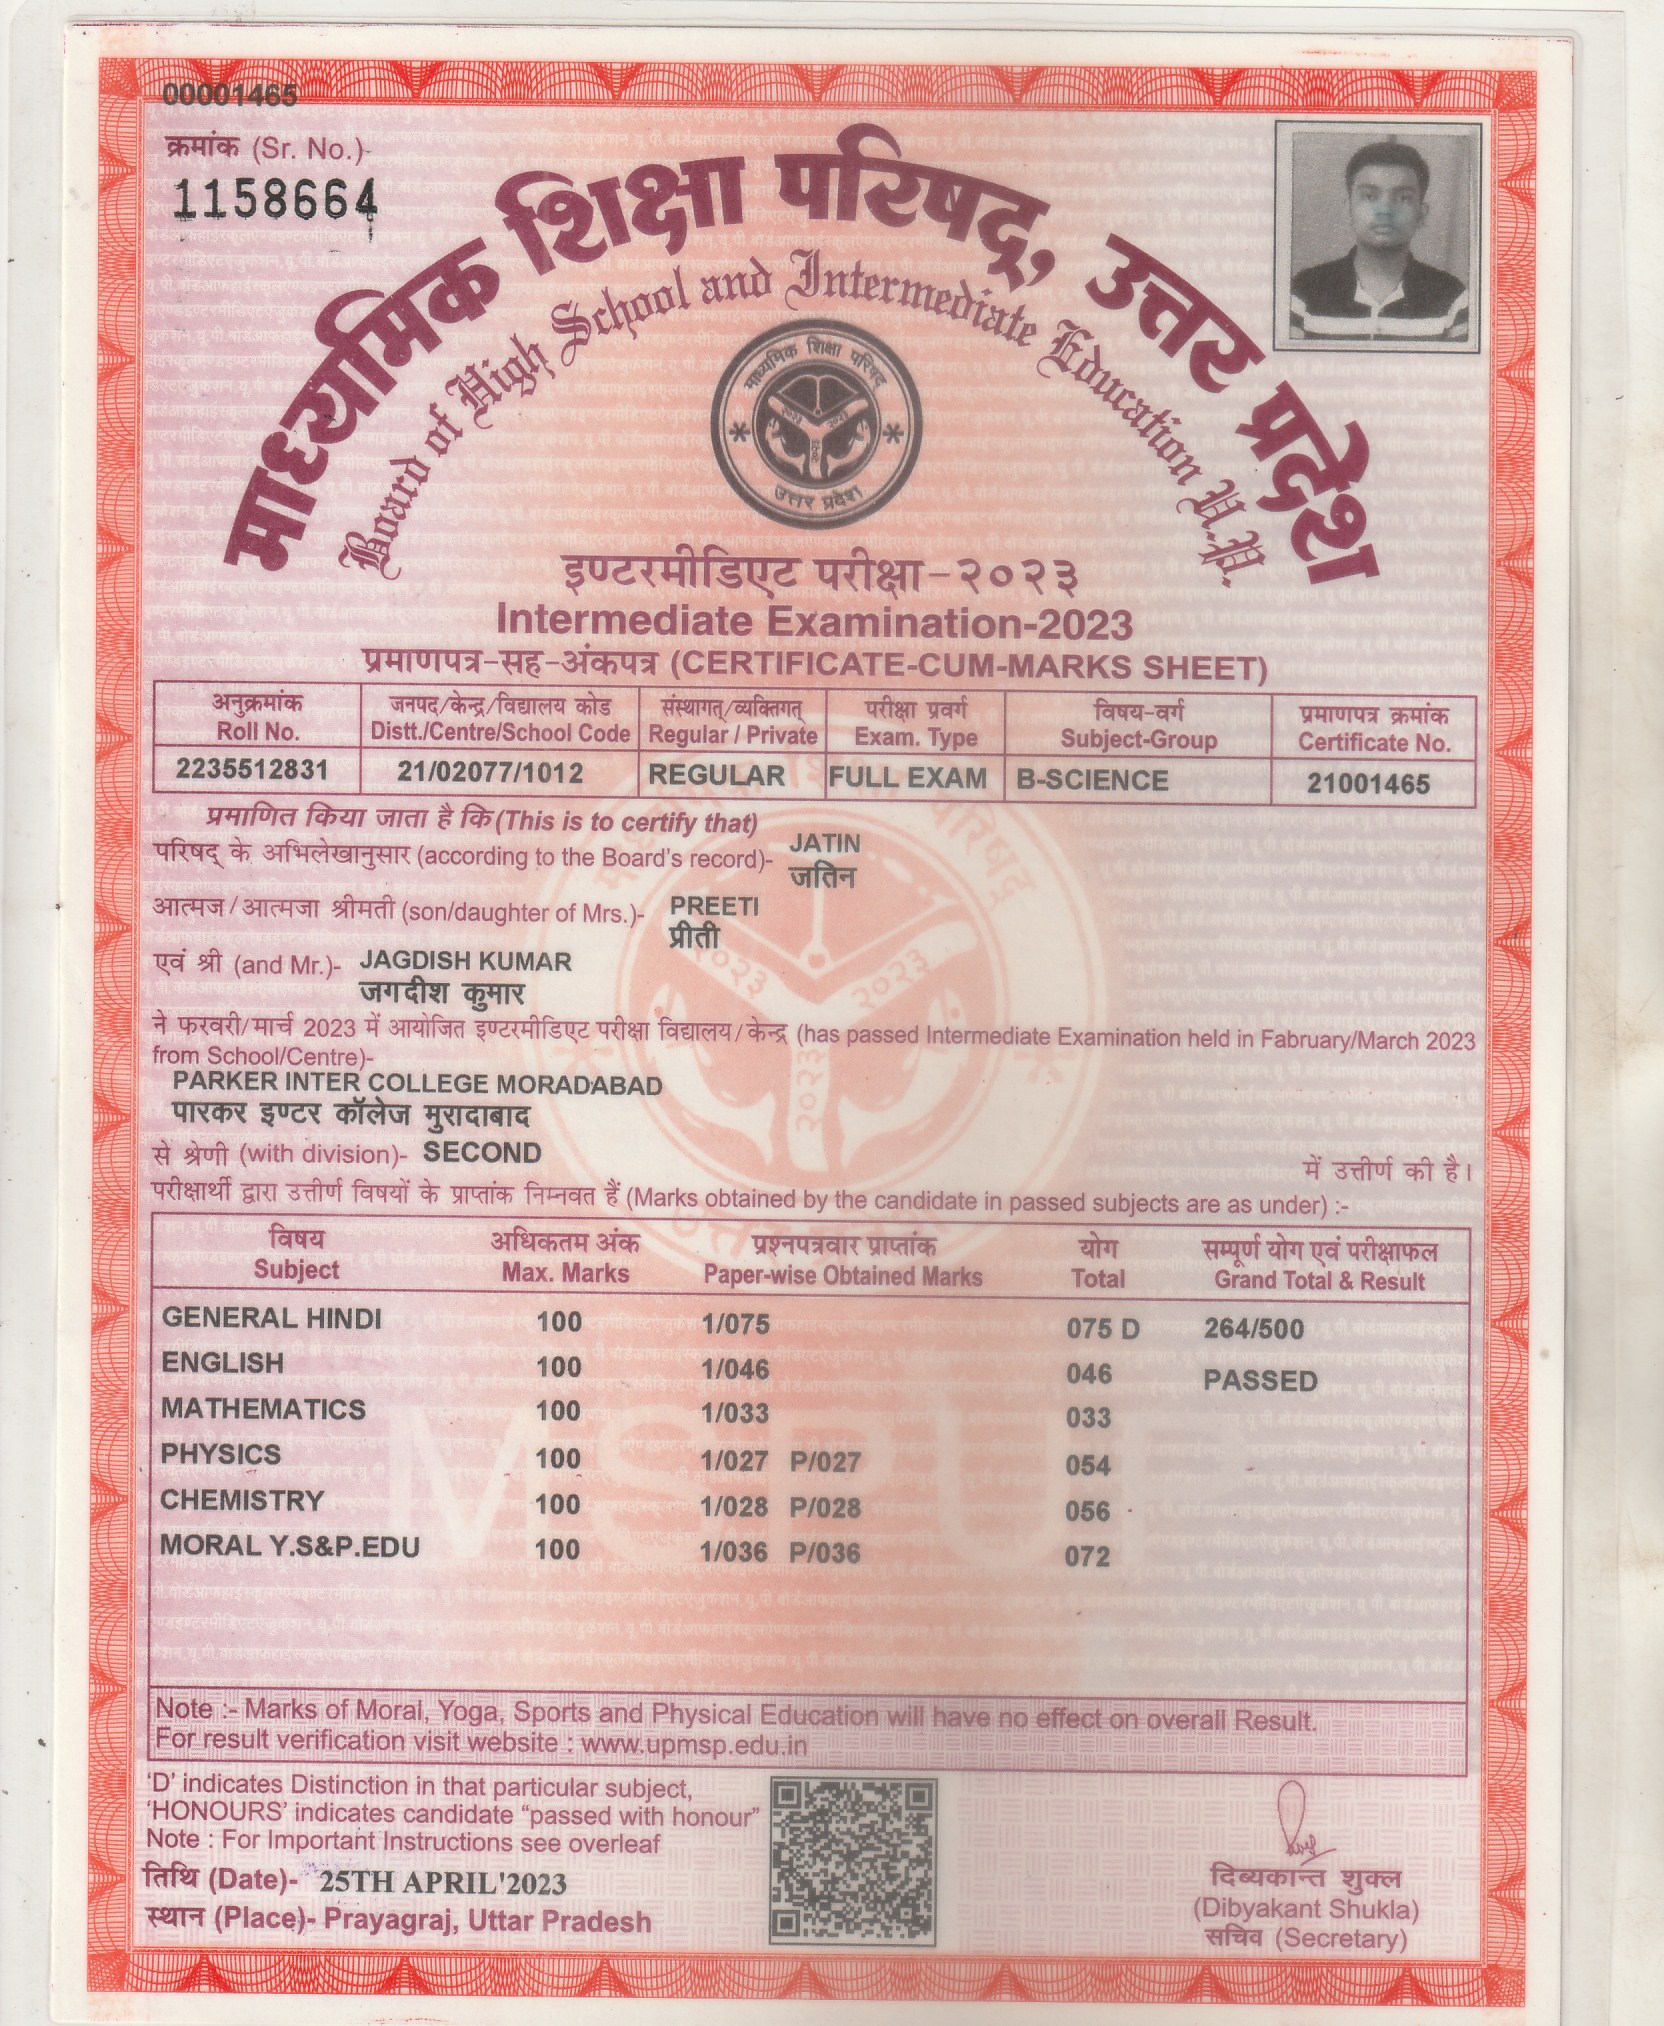 00001465
क्रमांक (Sr. No.)-
1158664
माध्यमिक शिक्षा परिषद्, उत्तर प्रदेश
Board of High School and Intermediate Education U.P.
माध्यमिक शिक्षा परिषद
२०२३ २०२३
२०२३
उत्तर प्रदेश
इण्टरमीडिएट परीक्षा-२०२३
Intermediate Examination-2023
प्रमाणपत्र-सह-अंकपत्र (CERTIFICATE-CUM-MARKS SHEET)
अनुक्रमांक जनपद/केन्द्र/विद्यालय कोड संस्थागत्/व्यक्तिगत् परीक्षा प्रवर्ग विषय-वर्ग प्रमाणपत्र क्रमांक
Roll No. Distt./Centre/School Code Regular / Private Exam. Type Subject-Group Certificate No.
2235512831 21/02077/1012 REGULAR FULL EXAM B-SCIENCE 21001465
प्रमाणित किया जाता है कि (This is to certify that)
परिषद् के अभिलेखानुसार (according to the Board's record)- JATIN
जतिन
आत्मज/आत्मजा श्रीमती (son/daughter of Mrs.)- PREETI
प्रीती
एवं श्री (and Mr.)- JAGDISH KUMAR
जगदीश कुमार
ने फरवरी/मार्च 2023 में आयोजित इण्टरमीडिएट परीक्षा विद्यालय/केन्द्र (has passed Intermediate Examination held in Fabruary/March 2023
from School/Centre)-
PARKER INTER COLLEGE MORADABAD
पारकर इण्टर कॉलेज मुरादाबाद
से श्रेणी (with division)- SECOND में उत्तीर्ण की है।
परीक्षार्थी द्वारा उत्तीर्ण विषयों के प्राप्तांक निम्नवत हैं (Marks obtained by the candidate in passed subjects are as under) :-
विषय अधिकतम अंक प्रश्नपत्रवार प्राप्तांक योग सम्पूर्ण योग एवं परीक्षाफल
Subject Max. Marks Paper-wise Obtained Marks Total Grand Total & Result
GENERAL HINDI 100 1/075 075 D 264/500
ENGLISH 100 1/046 046 PASSED
MATHEMATICS 100 1/033 033
PHYSICS 100 1/027 P/027 054
CHEMISTRY 100 1/028 P/028 056
MORAL Y.S&P.EDU 100 1/036 P/036 072
Note :- Marks of Moral, Yoga, Sports and Physical Education will have no effect on overall Result.
For result verification visit website : www.upmsp.edu.in
'D' indicates Distinction in that particular subject,
'HONOURS' indicates candidate "passed with honour"
Note : For Important Instructions see overleaf
तिथि (Date)- 25TH APRIL'2023
स्थान (Place)- Prayagraj, Uttar Pradesh
दिब्यकान्त शुक्ल
(Dibyakant Shukla)
सचिव (Secretary)